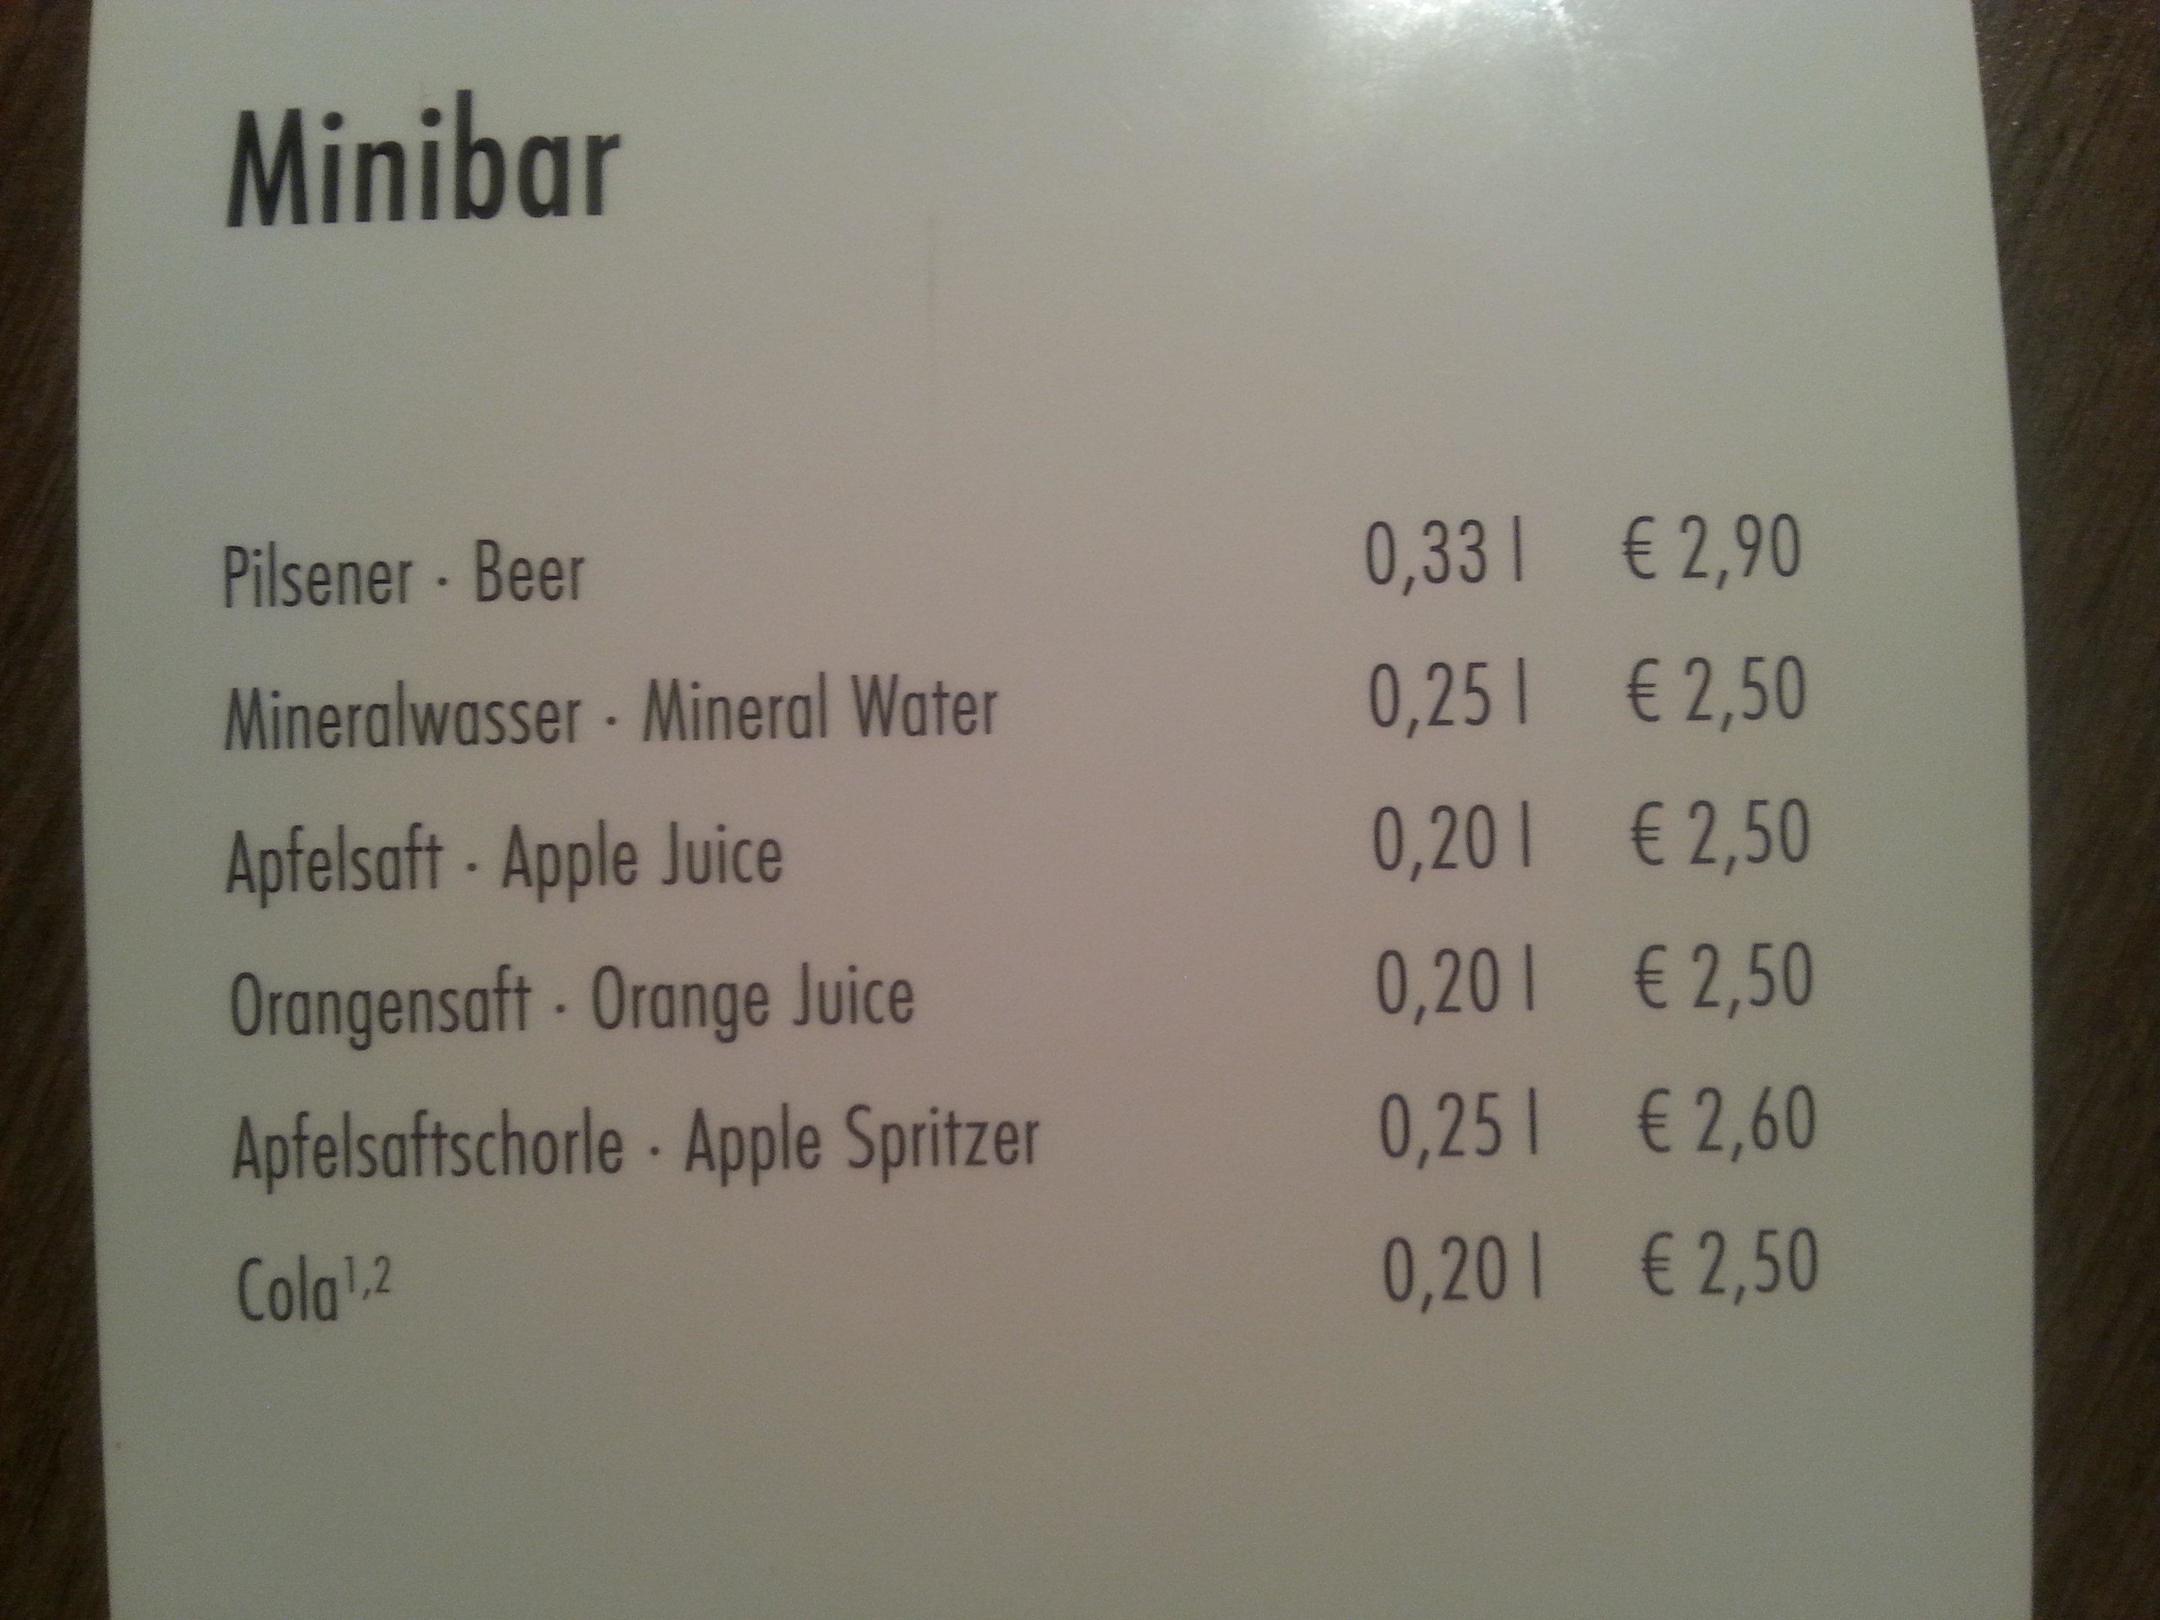 Minibar
Pilsener · Beer 0,33 l € 2,90
Mineralwasser · Mineral Water 0,25 l € 2,50
Apfelsaft · Apple Juice 0,20 l € 2,50
Orangensaft · Orange Juice 0,20 l € 2,50
Apfelsaftschorle · Apple Spritzer 0,25 l € 2,60
Cola¹,² 0,20 l € 2,50